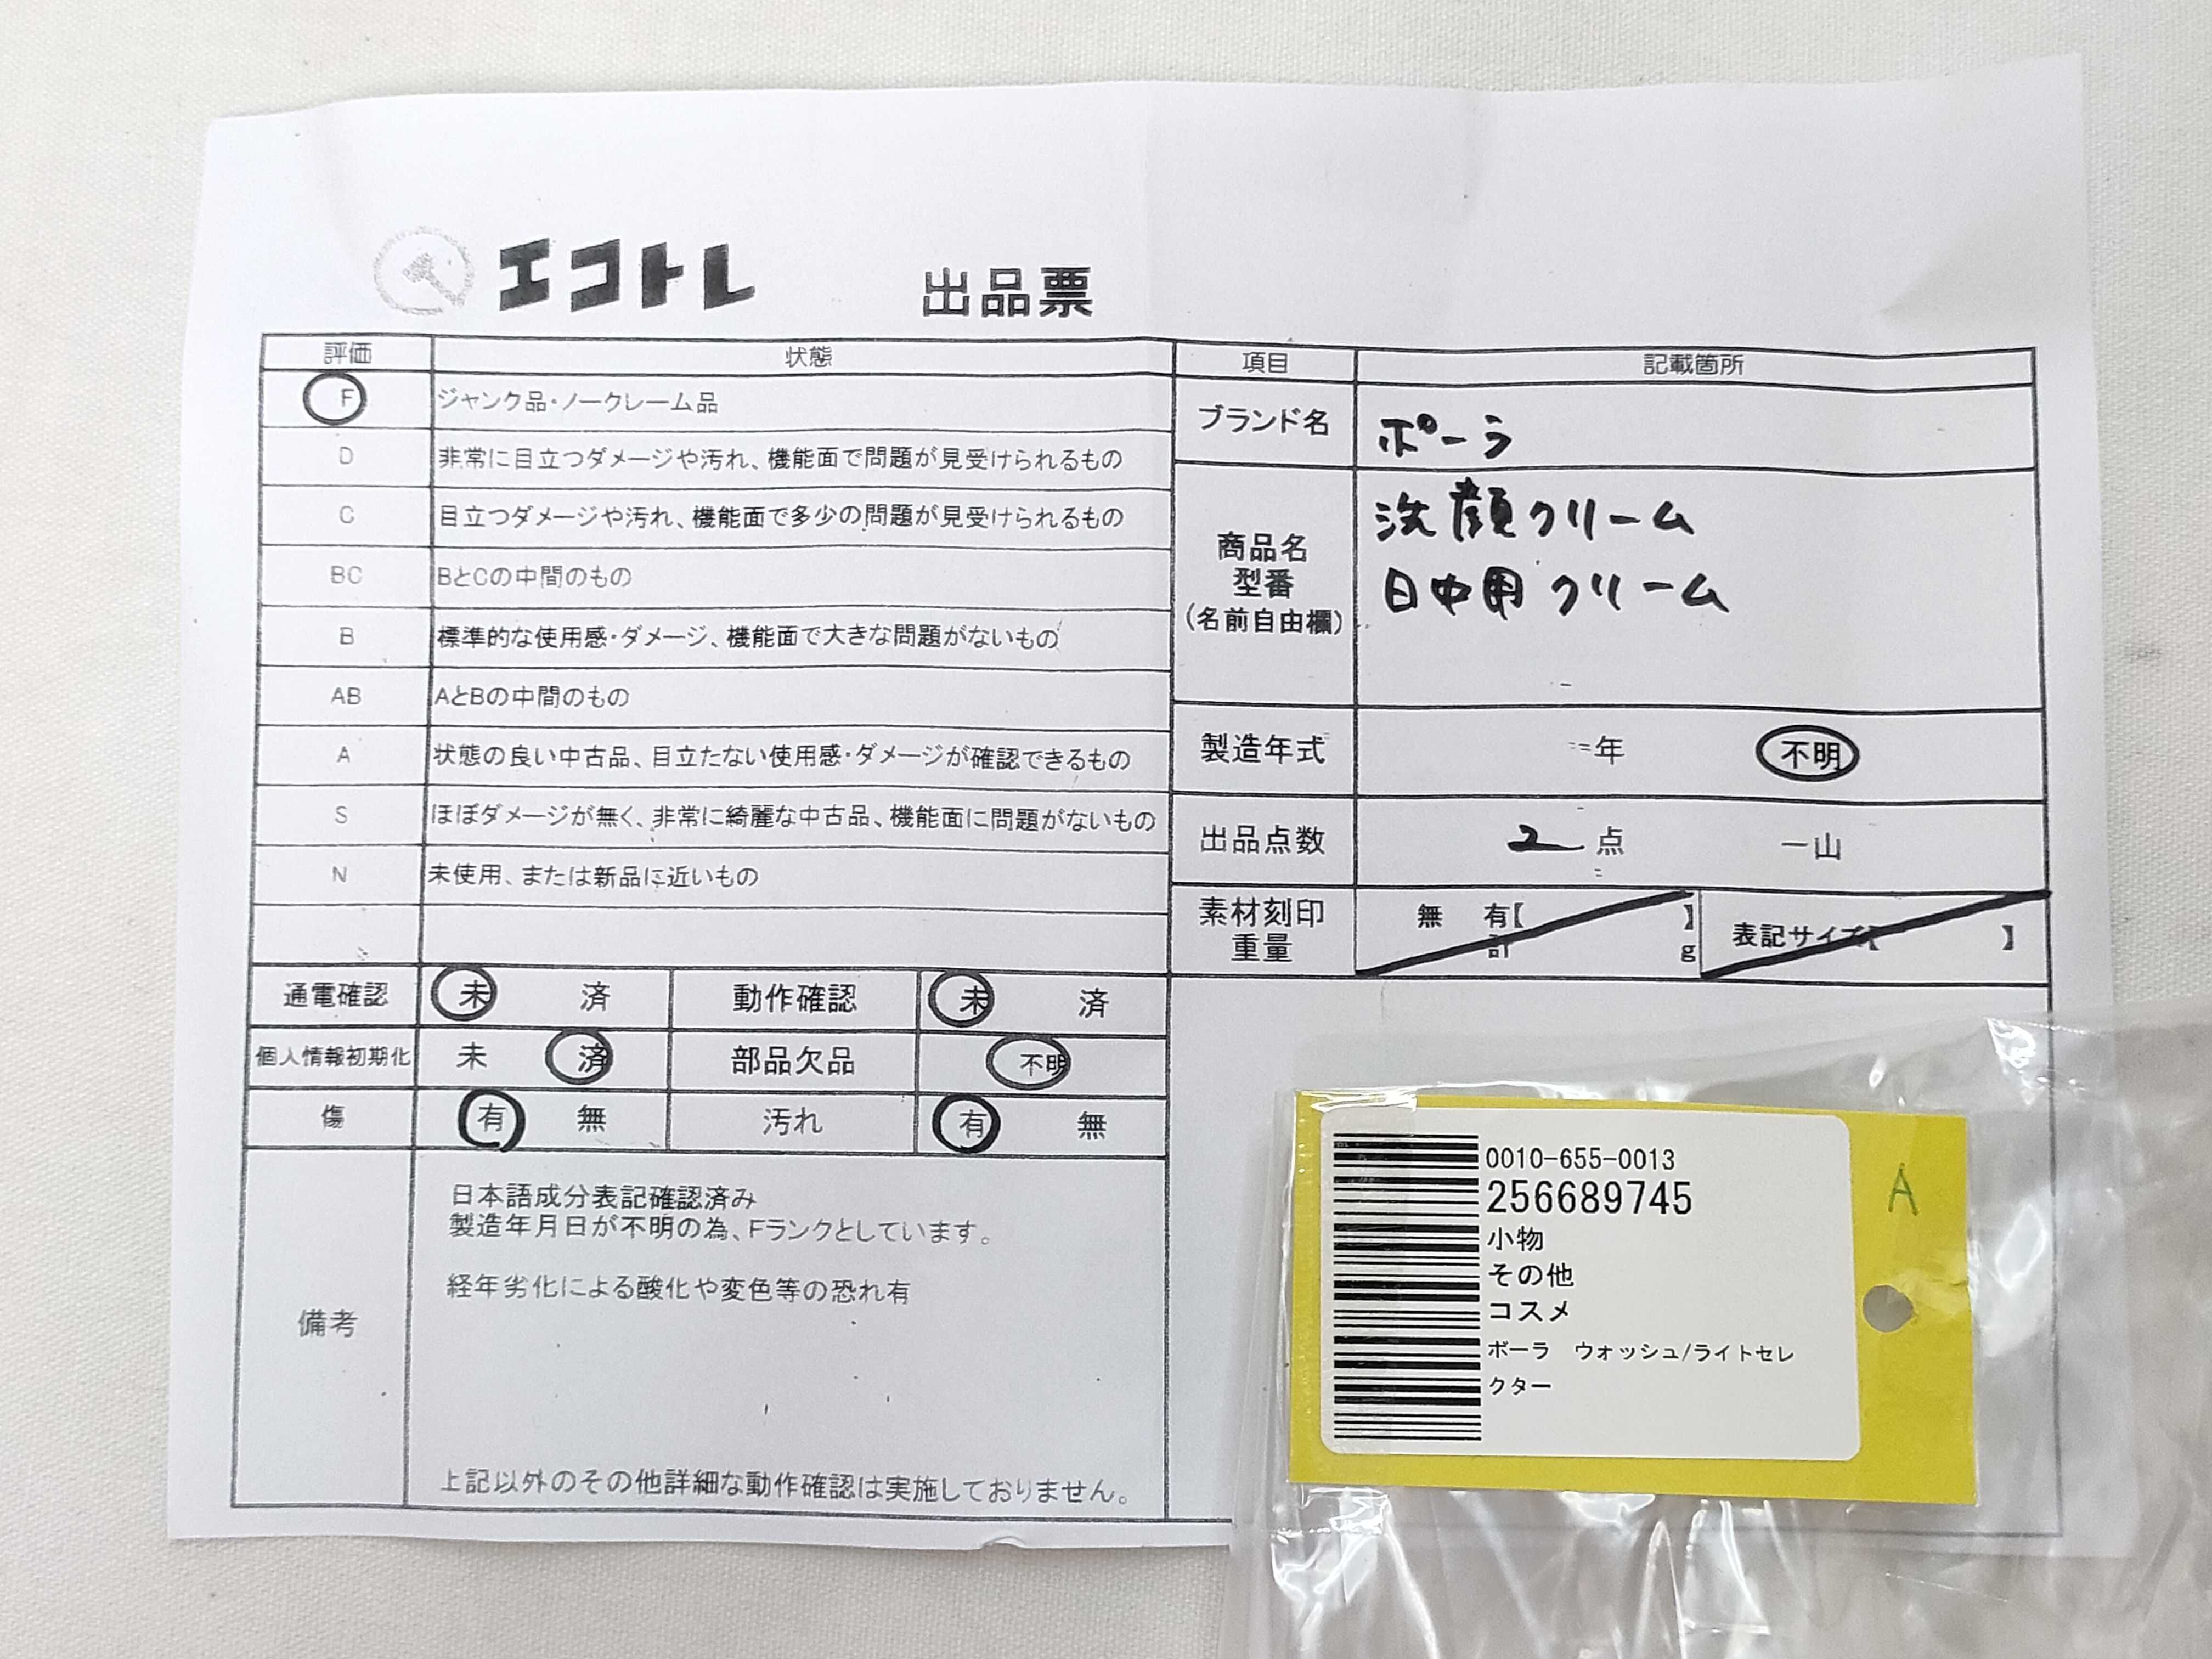 エコトレ 出品票
評価 状態
F ジャンク品・ノークレーム品
D 非常に目立つダメージや汚れ、機能面で問題が見受けられるもの
C 目立つダメージや汚れ、機能面で多少の問題が見受けられるもの
BC BとCの中間のもの
B 標準的な使用感・ダメージ、機能面で大きな問題がないもの
AB AとBの中間のもの
A 状態の良い中古品、目立たない使用感・ダメージが確認できるもの
S ほぼダメージが無く、非常に綺麗な中古品、機能面に問題がないもの
N 未使用、または新品に近いもの
通電確認 未 済 動作確認 未 済
個人情報初期化 未 済 部品欠品 不明
傷 有 無 汚れ 有 無
備考
日本語成分表記確認済み
製造年月日が不明の為、Fランクとしています。
経年劣化による酸化や変色等の恐れ有
上記以外のその他詳細な動作確認は実施しておりません。
項目 記載箇所
ブランド名 ポーラ
商品名
型番
(名前自由欄)
洗顔クリーム
日中用クリーム
製造年式 年 不明
出品点数 2 点 一山
素材刻印 無 有【 】 表記サイズ【 】
重量 計 g
0010-655-0013
256689745
小物
その他
コスメ
ポーラ ウォッシュ/ライトセレ
クター
A